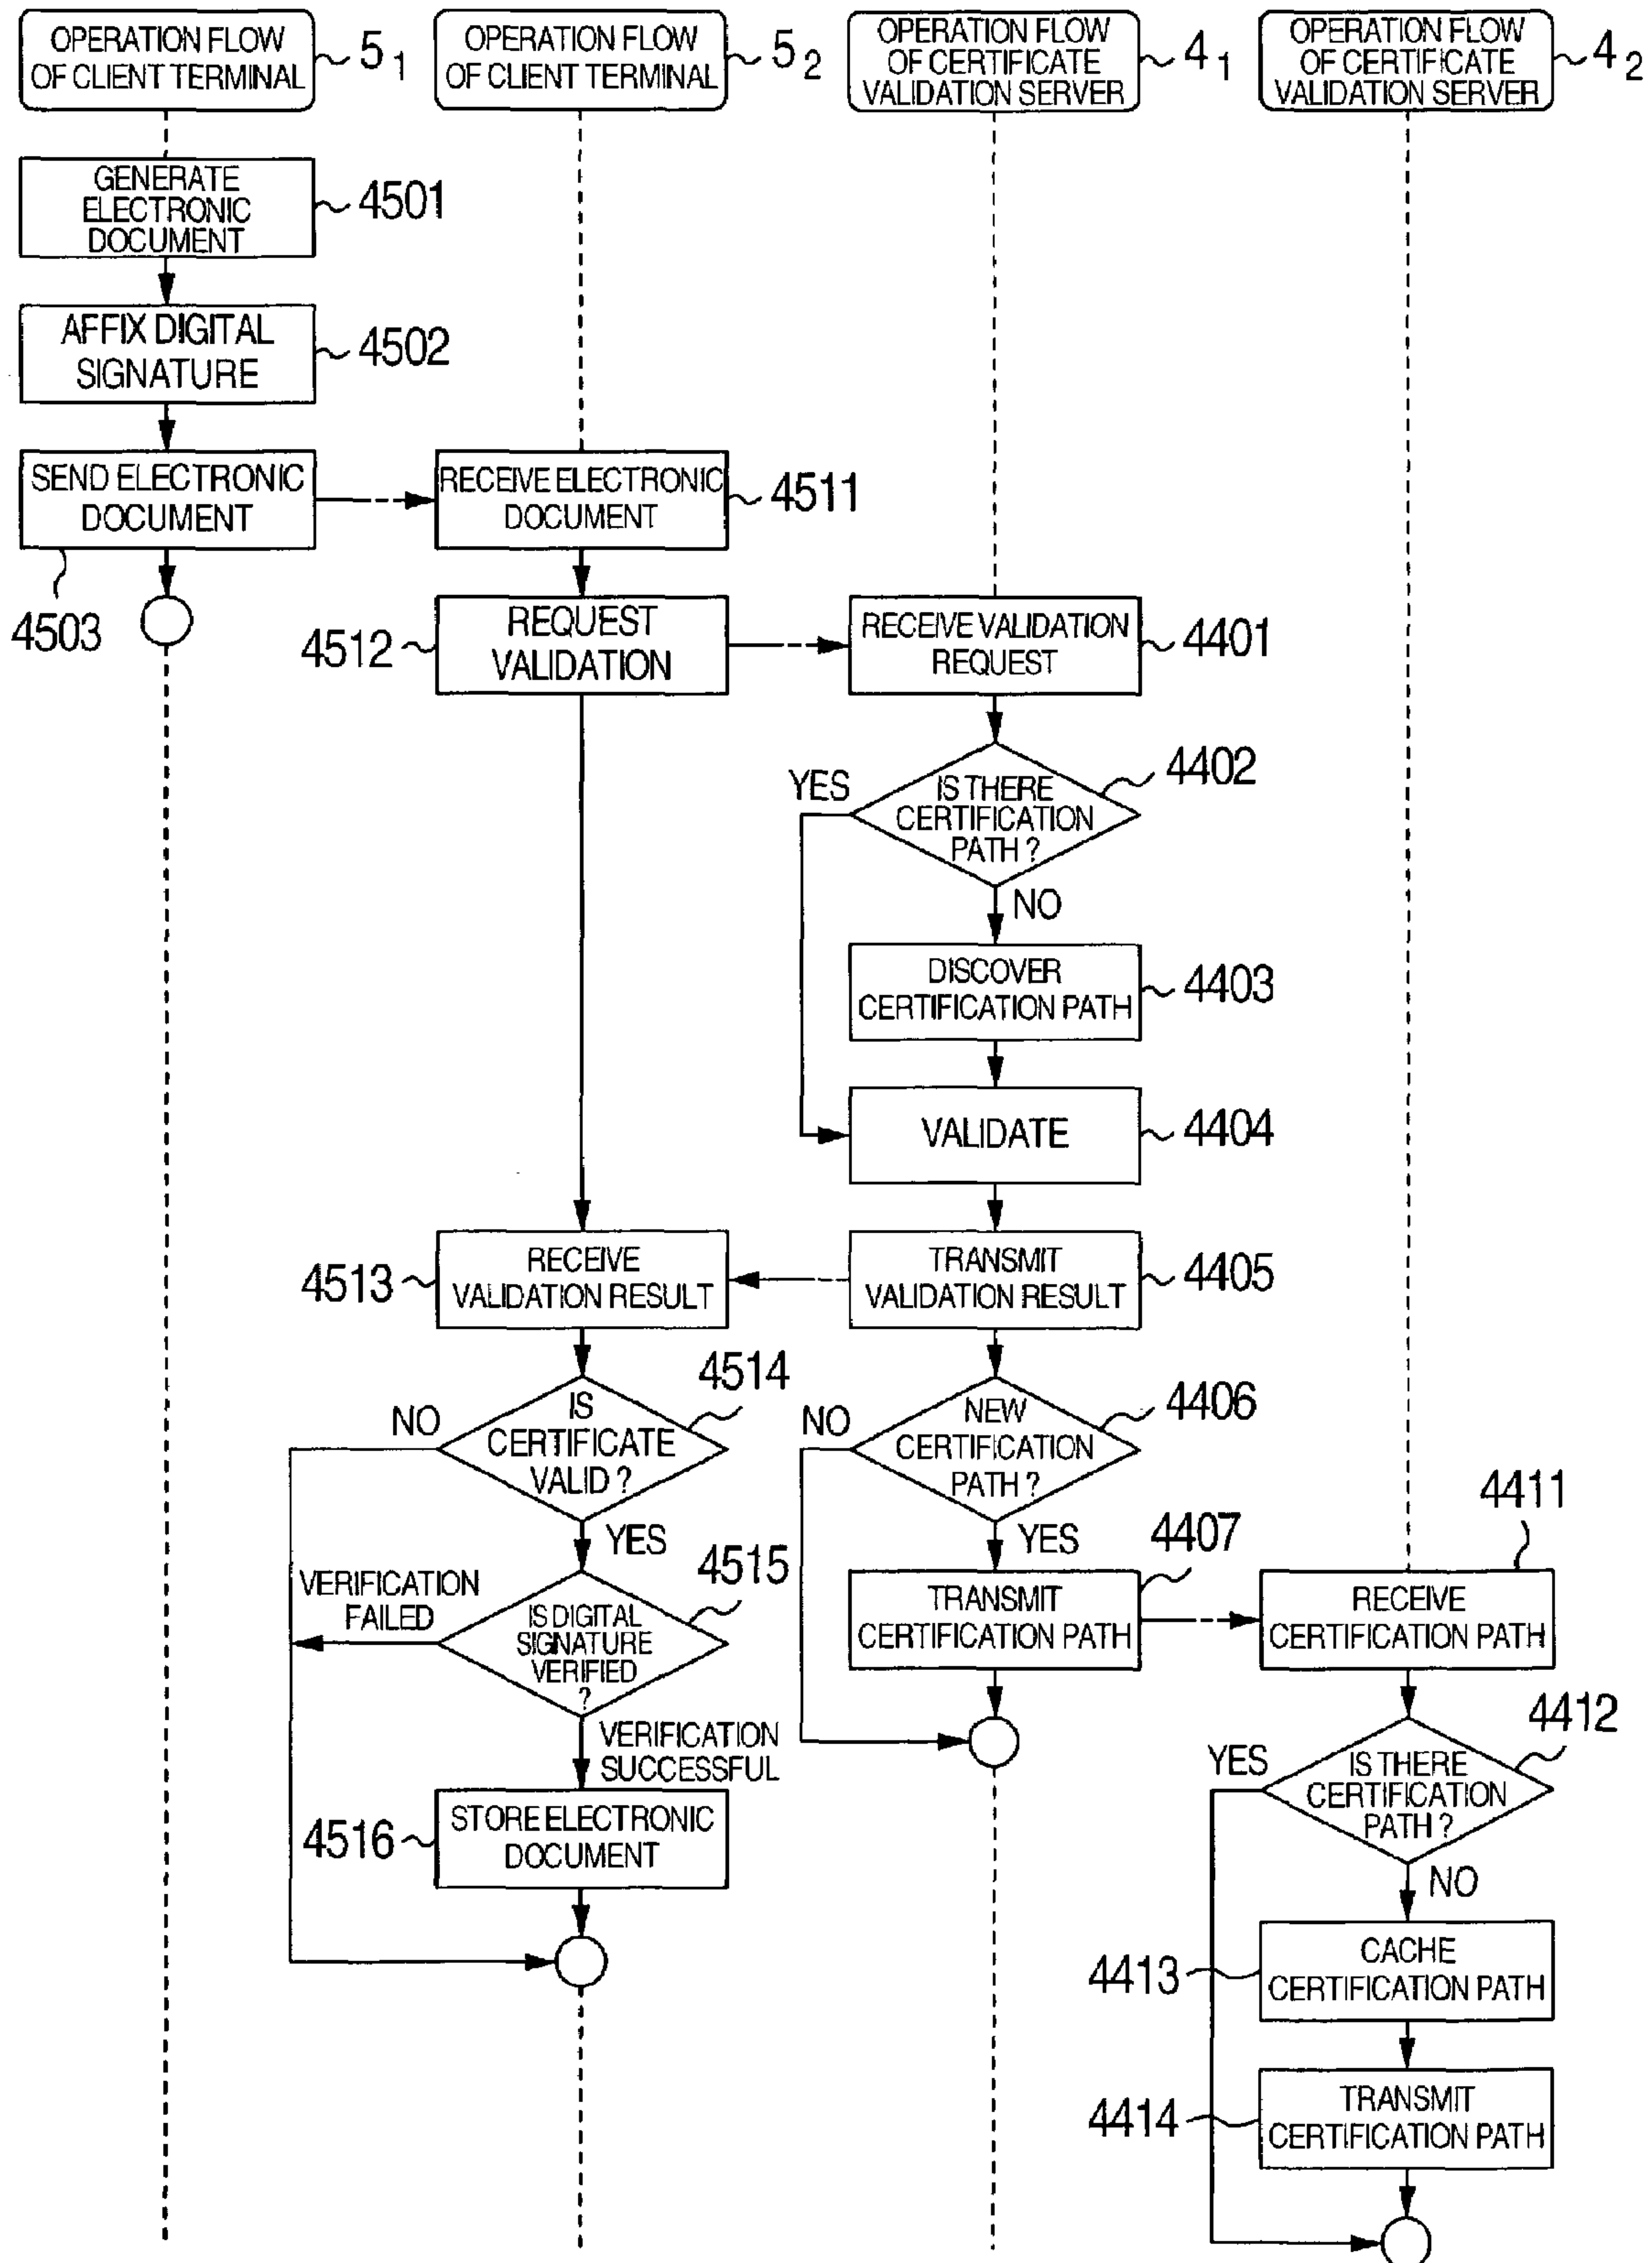 OPERATION FLOW
OF CLIENT TERMINAL
5 1
OPERATION FLOW
OF CLIENT TERMINAL
5 2
OPERATION FLOW
OF CERTIFICATE
VALIDATION SERVER
4 1
OPERATION FLOW
OF CERTIFICATE
VALIDATION SERVER
4 2
GENERATE
ELECTRONIC
DOCUMENT
4501
AFFIX DIGITAL
SIGNATURE
4502
SEND ELECTRONIC
DOCUMENT
4503
RECEIVE ELECTRONIC
DOCUMENT
4511
REQUEST
VALIDATION
4512
RECEIVE VALIDATION
REQUEST
4401
IS THERE
CERTIFICATION
PATH ?
4402
YES
NO
DISCOVER
CERTIFICATION PATH
4403
VALIDATE
4404
RECEIVE
VALIDATION RESULT
4513
TRANSMIT
VALIDATION RESULT
4405
IS
CERTIFICATE
VALID ?
4514
NO
YES
NEW
CERTIFICATION
PATH ?
4406
NO
YES
IS DIGITAL
SIGNATURE
VERIFIED
?
4515
VERIFICATION
FAILED
VERIFICATION
SUCCESSFUL
TRANSMIT
CERTIFICATION PATH
4407
RECEIVE
CERTIFICATION PATH
4411
STORE ELECTRONIC
DOCUMENT
4516
IS THERE
CERTIFICATION
PATH ?
4412
YES
NO
CACHE
CERTIFICATION PATH
4413
TRANSMIT
CERTIFICATION PATH
4414